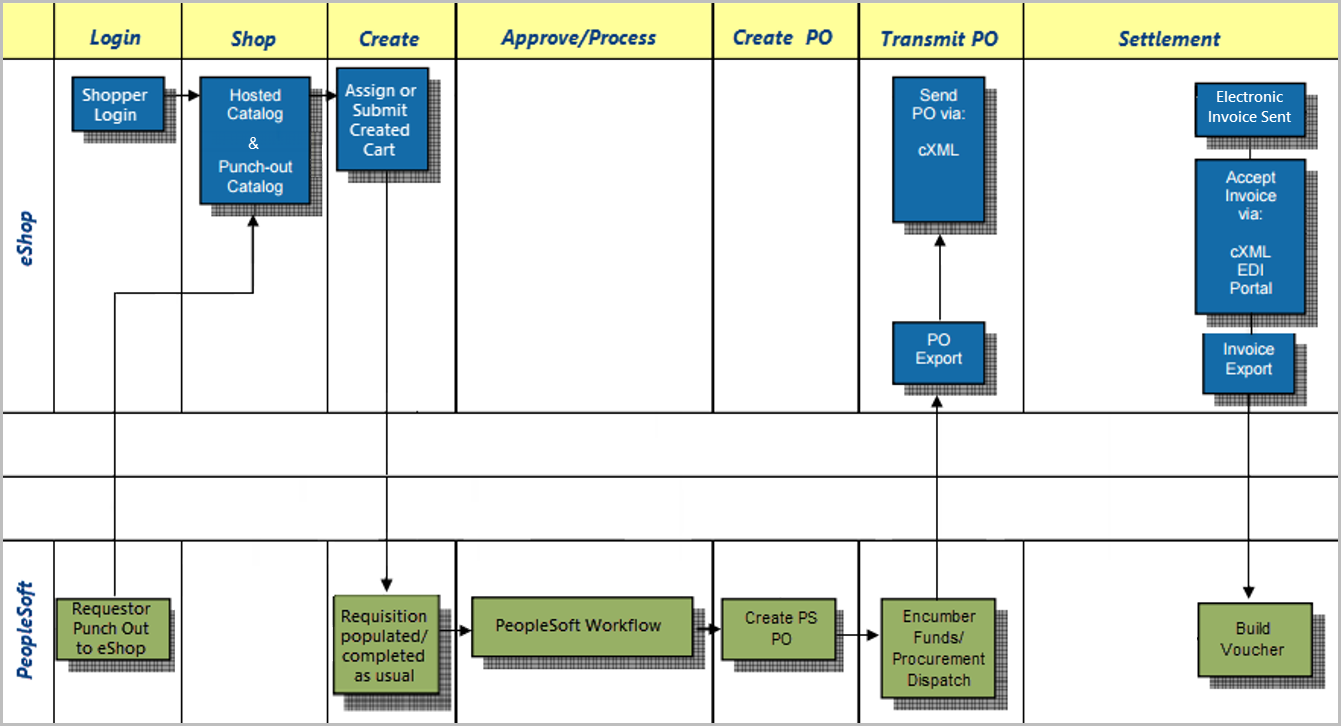 Login
Shop
Create
Approve/Process
Create PO
Transmit PO
Settlement
eShop
Shopper
Login
Hosted
Catalog
&
Punch-out
Catalog
Assign or
Submit
Created
Cart
Send
PO via:
cXML
PO
Export
Electronic
Invoice Sent
Accept
Invoice
via:
cXML
EDI
Portal
Invoice
Export
PeopleSoft
Requestor
Punch Out
to eShop
Requisition
populated/
completed
as usual
PeopleSoft Workflow
Create PS
PO
Encumber
Funds/
Procurement
Dispatch
Build
Voucher